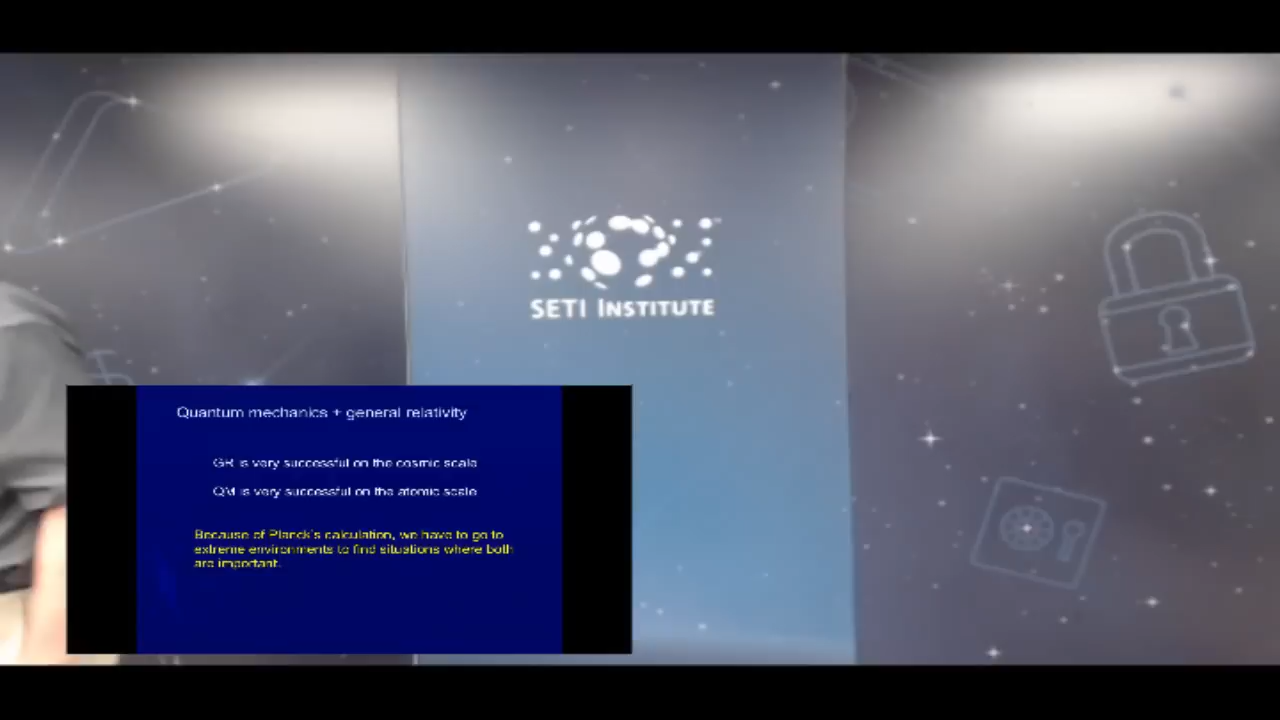 SETI INSTITUTE
Quantum mechanics + general relativity
GR is very successful on the cosmic scale
QM is very successful on the atomic scale
Because of Planck's calculation, we have to go to
extreme environments to find situations where both
are important.